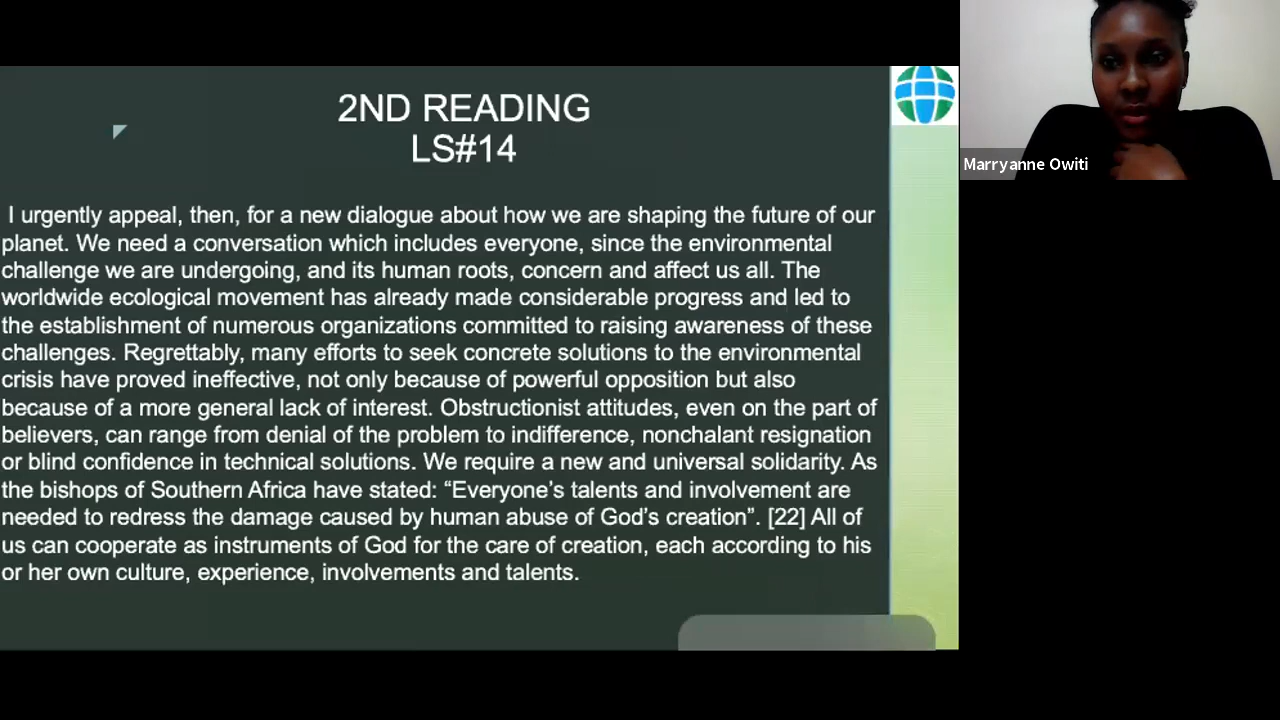 2ND READING
LS#14
I urgently appeal, then, for a new dialogue about how we are shaping the future of our
planet. We need a conversation which includes everyone, since the environmental
challenge we are undergoing, and its human roots, concern and affect us all. The
worldwide ecological movement has already made considerable progress and led to
the establishment of numerous organizations committed to raising awareness of these
challenges. Regrettably, many efforts to seek concrete solutions to the environmental
crisis have proved ineffective, not only because of powerful opposition but also
because of a more general lack of interest. Obstructionist attitudes, even on the part of
believers, can range from denial of the problem to indifference, nonchalant resignation
or blind confidence in technical solutions. We require a new and universal solidarity. As
the bishops of Southern Africa have stated: “Everyone’s talents and involvement are
needed to redress the damage caused by human abuse of God’s creation”. [22] All of
us can cooperate as instruments of God for the care of creation, each according to his
or her own culture, experience, involvements and talents.
Marryanne Owiti